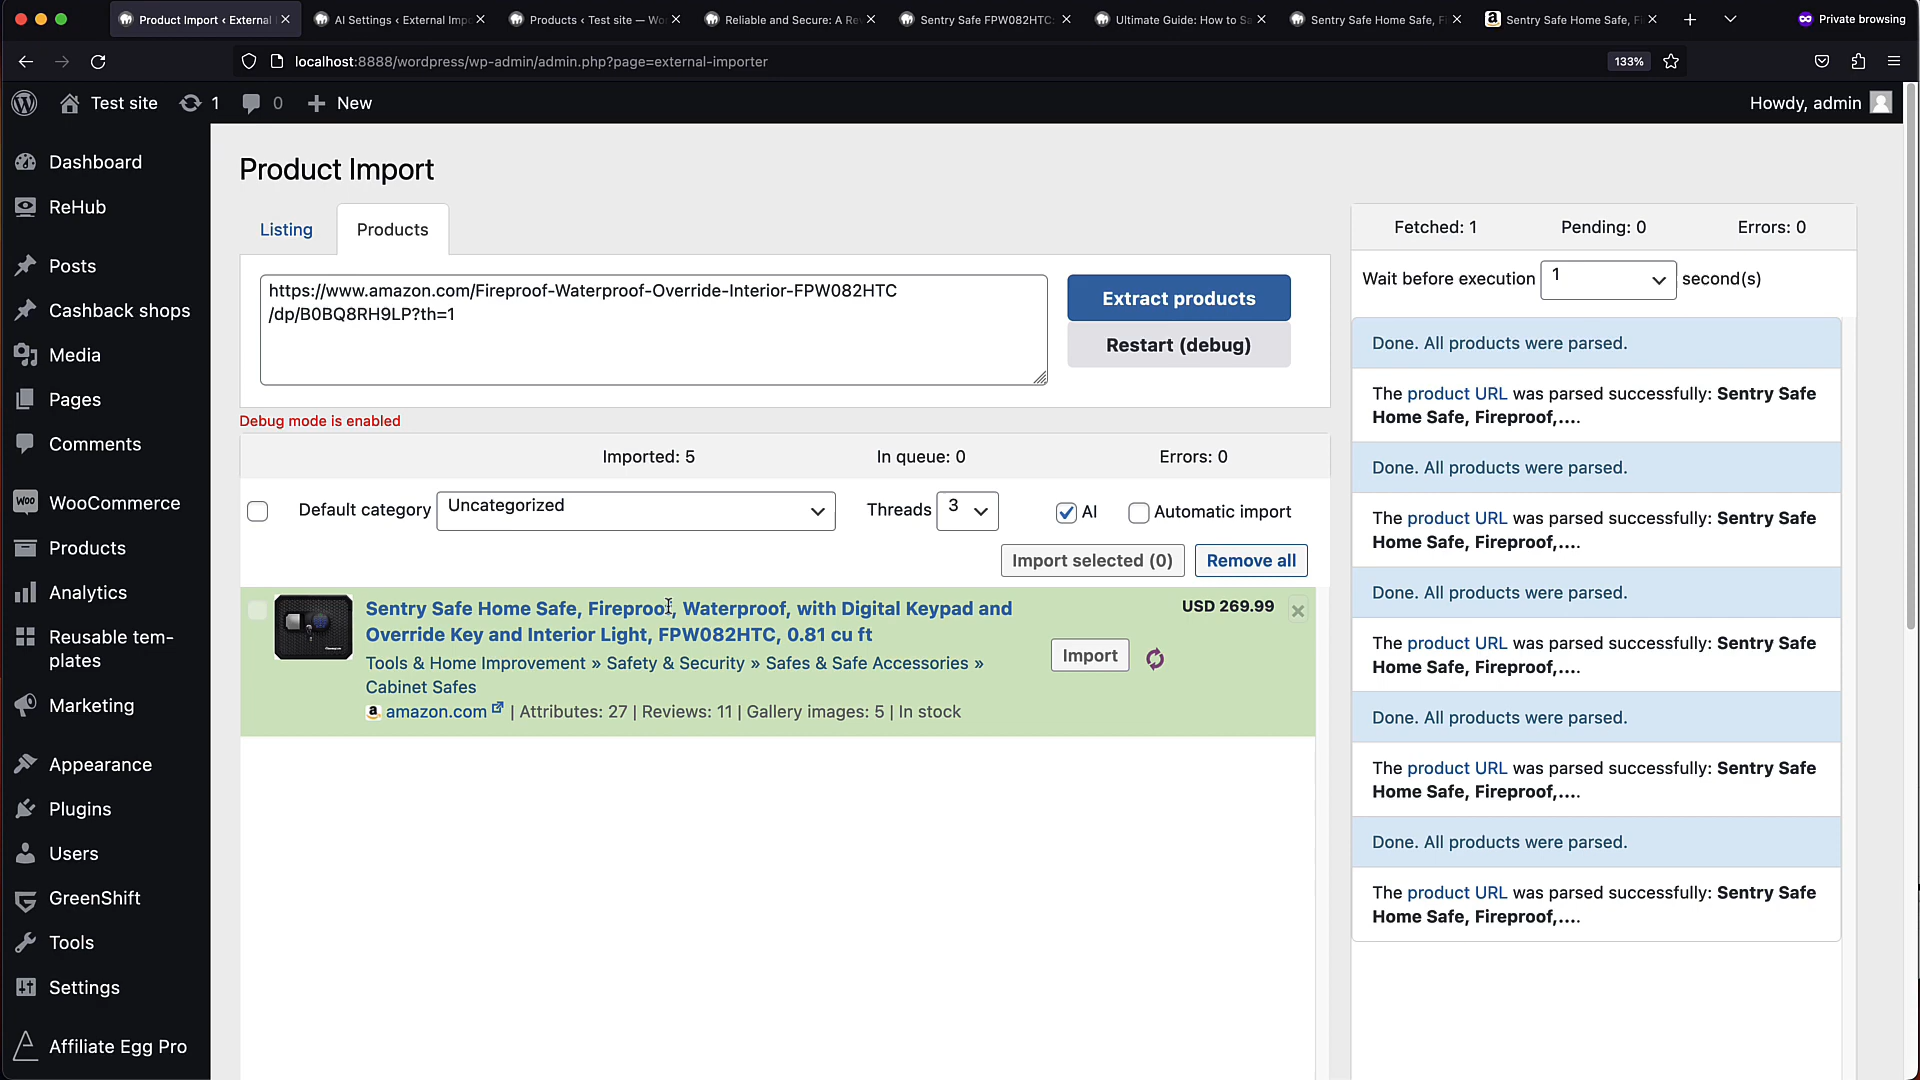 Product Import ‹ External
AI Settings ‹ External Impo
Products ‹ Test site — Wo
Reliable and Secure: A Re
Sentry Safe FPW082HTC:
Ultimate Guide: How to Sa
Sentry Safe Home Safe, F
Sentry Safe Home Safe, F
Private browsing
localhost:8888/wordpress/wp-admin/admin.php?page=external-importer
133%
Test site
1
0
New
Howdy, admin
Dashboard
ReHub
Posts
Cashback shops
Media
Pages
Comments
Woo
WooCommerce
Products
Analytics
Reusable tem-
plates
Marketing
Appearance
Plugins
Users
GreenShift
Tools
Settings
Affiliate Egg Pro
Product Import
Listing
Products
https://www.amazon.com/Fireproof-Waterproof-Override-Interior-FPW082HTC
/dp/B0BQ8RH9LP?th=1
Extract products
Restart (debug)
Debug mode is enabled
Imported: 5
In queue: 0
Errors: 0
Default category
Uncategorized
Threads
3
AI
Automatic import
Import selected (0)
Remove all
Sentry Safe Home Safe, Fireproof, Waterproof, with Digital Keypad and
Override Key and Interior Light, FPW082HTC, 0.81 cu ft
Tools & Home Improvement » Safety & Security » Safes & Safe Accessories »
Cabinet Safes
amazon.com | Attributes: 27 | Reviews: 11 | Gallery images: 5 | In stock
Import
USD 269.99
Fetched: 1
Pending: 0
Errors: 0
Wait before execution
1
second(s)
Done. All products were parsed.
The product URL was parsed successfully: Sentry Safe
Home Safe, Fireproof,....
Done. All products were parsed.
The product URL was parsed successfully: Sentry Safe
Home Safe, Fireproof,....
Done. All products were parsed.
The product URL was parsed successfully: Sentry Safe
Home Safe, Fireproof,....
Done. All products were parsed.
The product URL was parsed successfully: Sentry Safe
Home Safe, Fireproof,....
Done. All products were parsed.
The product URL was parsed successfully: Sentry Safe
Home Safe, Fireproof,....